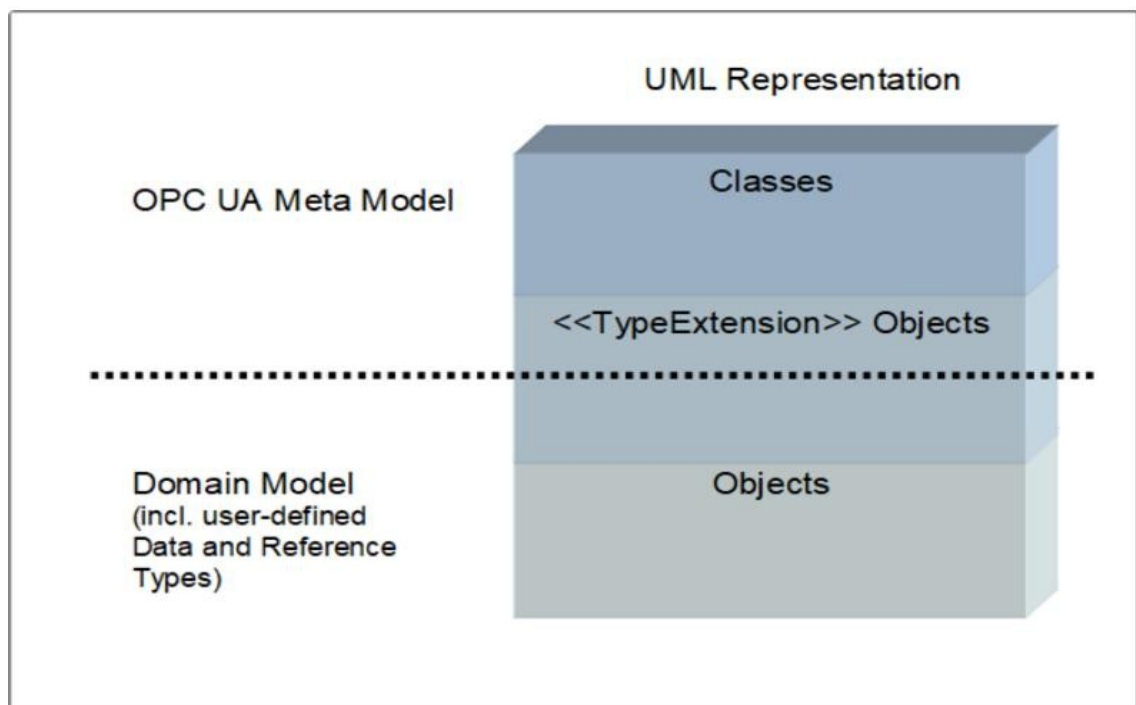 UML Representation
Classes
OPC UA Meta Model
<<TypeExtension>> Objects
Domain Model
(incl. user-defined
Data and Reference
Types)
Objects